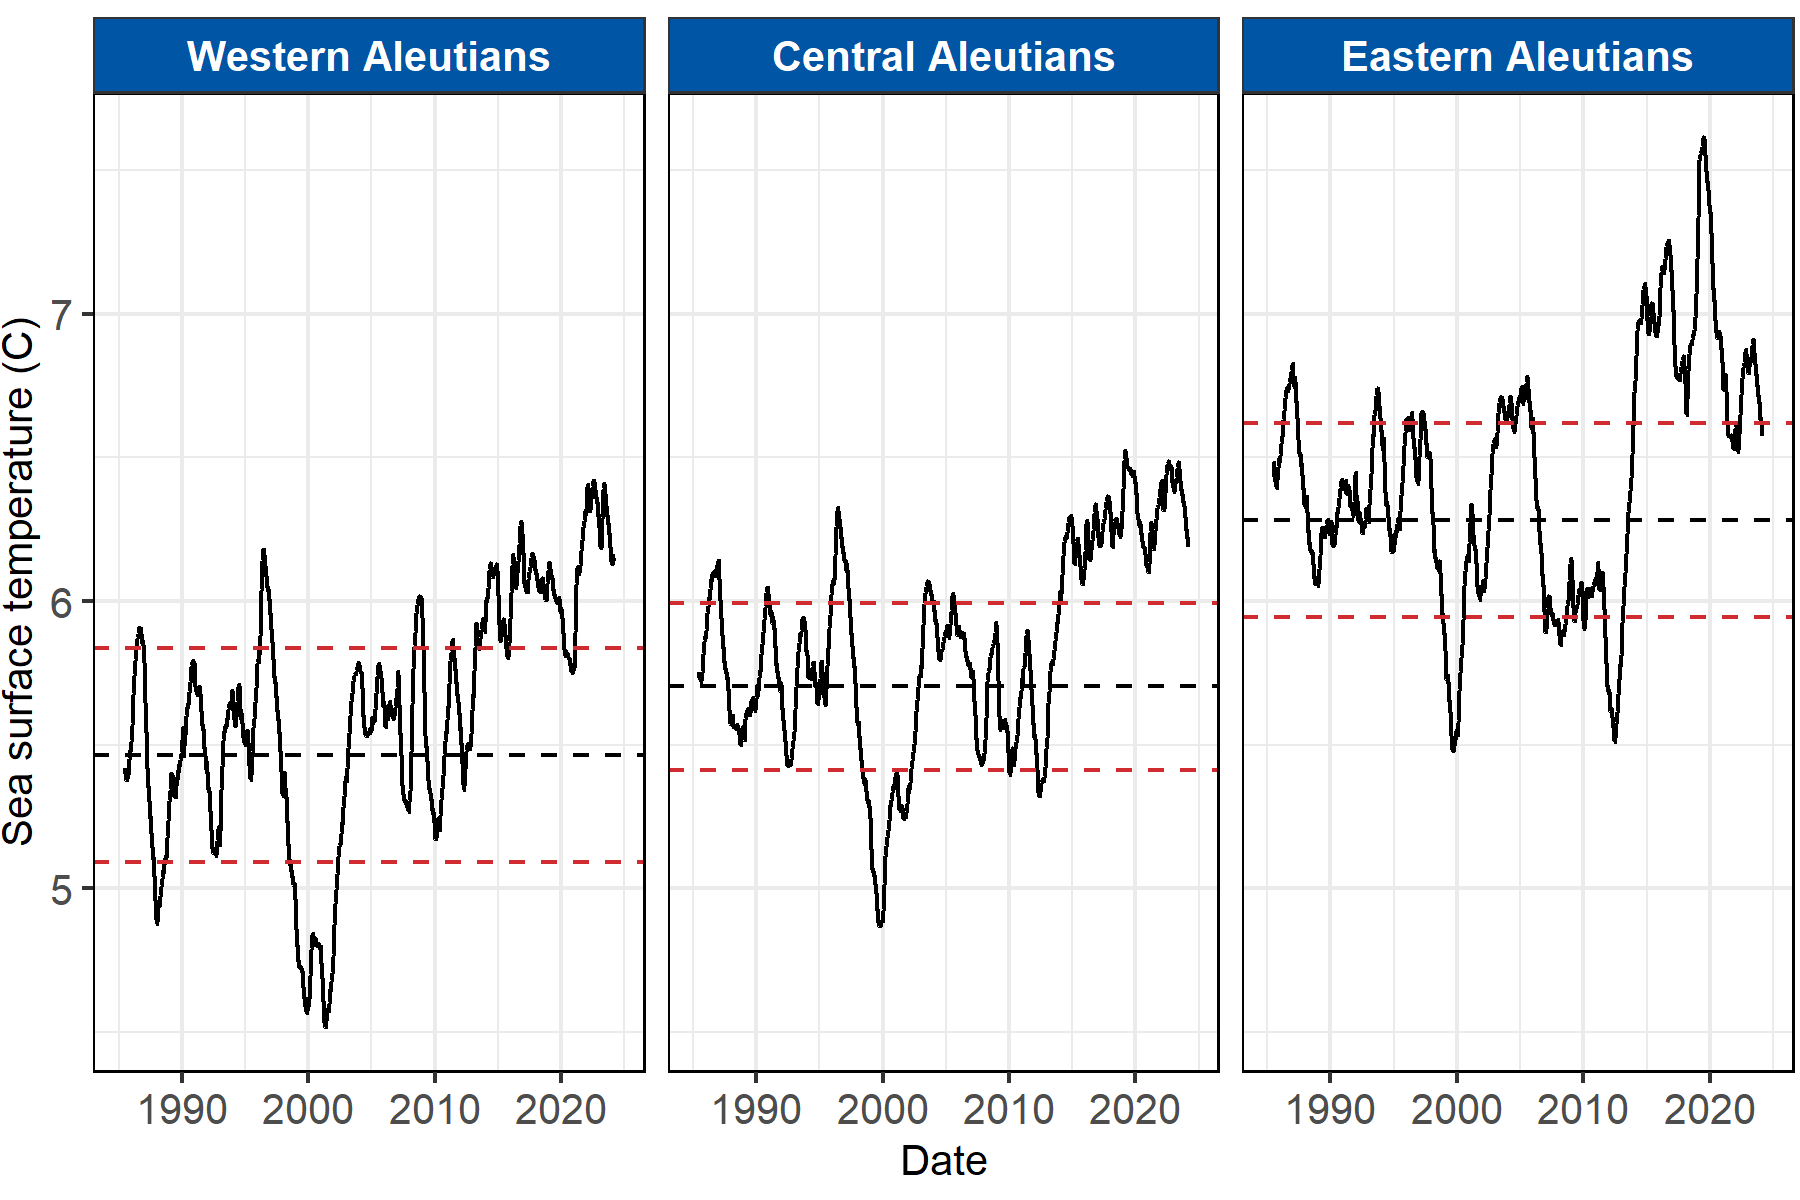 Western Aleutians
Central Aleutians
Eastern Aleutians
Sea surface temperature (C)
7
6
5
1990 2000 2010 2020
1990 2000 2010 2020
1990 2000 2010 2020
Date